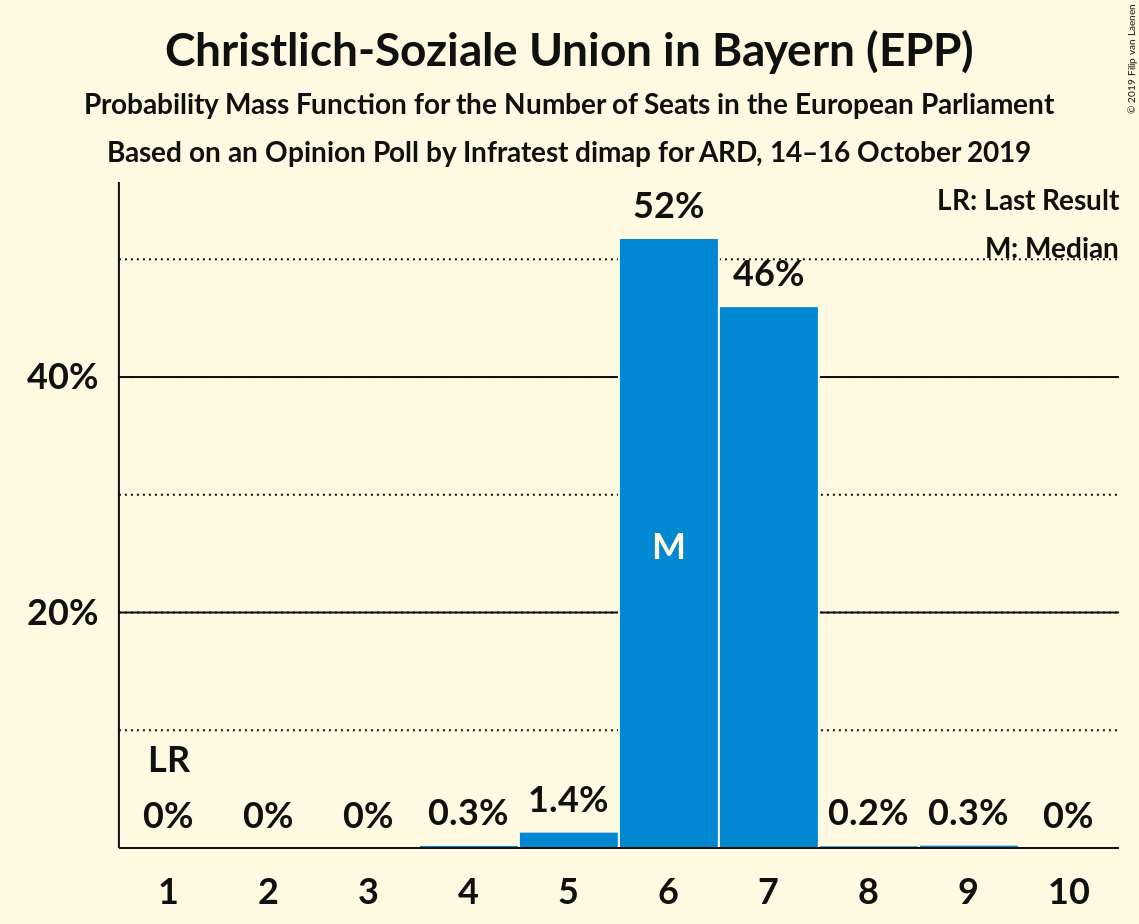 Christlich-Soziale Union in Bayern (EPP)
Probability Mass Function for the Number of Seats in the European Parliament
Based on an Opinion Poll by Infratest dimap for ARD, 14–16 October 2019
© 2019 Filip van Laenen
LR: Last Result
M: Median
52%
46%
40%
M
20%
LR
0% 0% 0% 0.3% 1.4% 0.2% 0.3% 0%
1 2 3 4 5 6 7 8 9 10